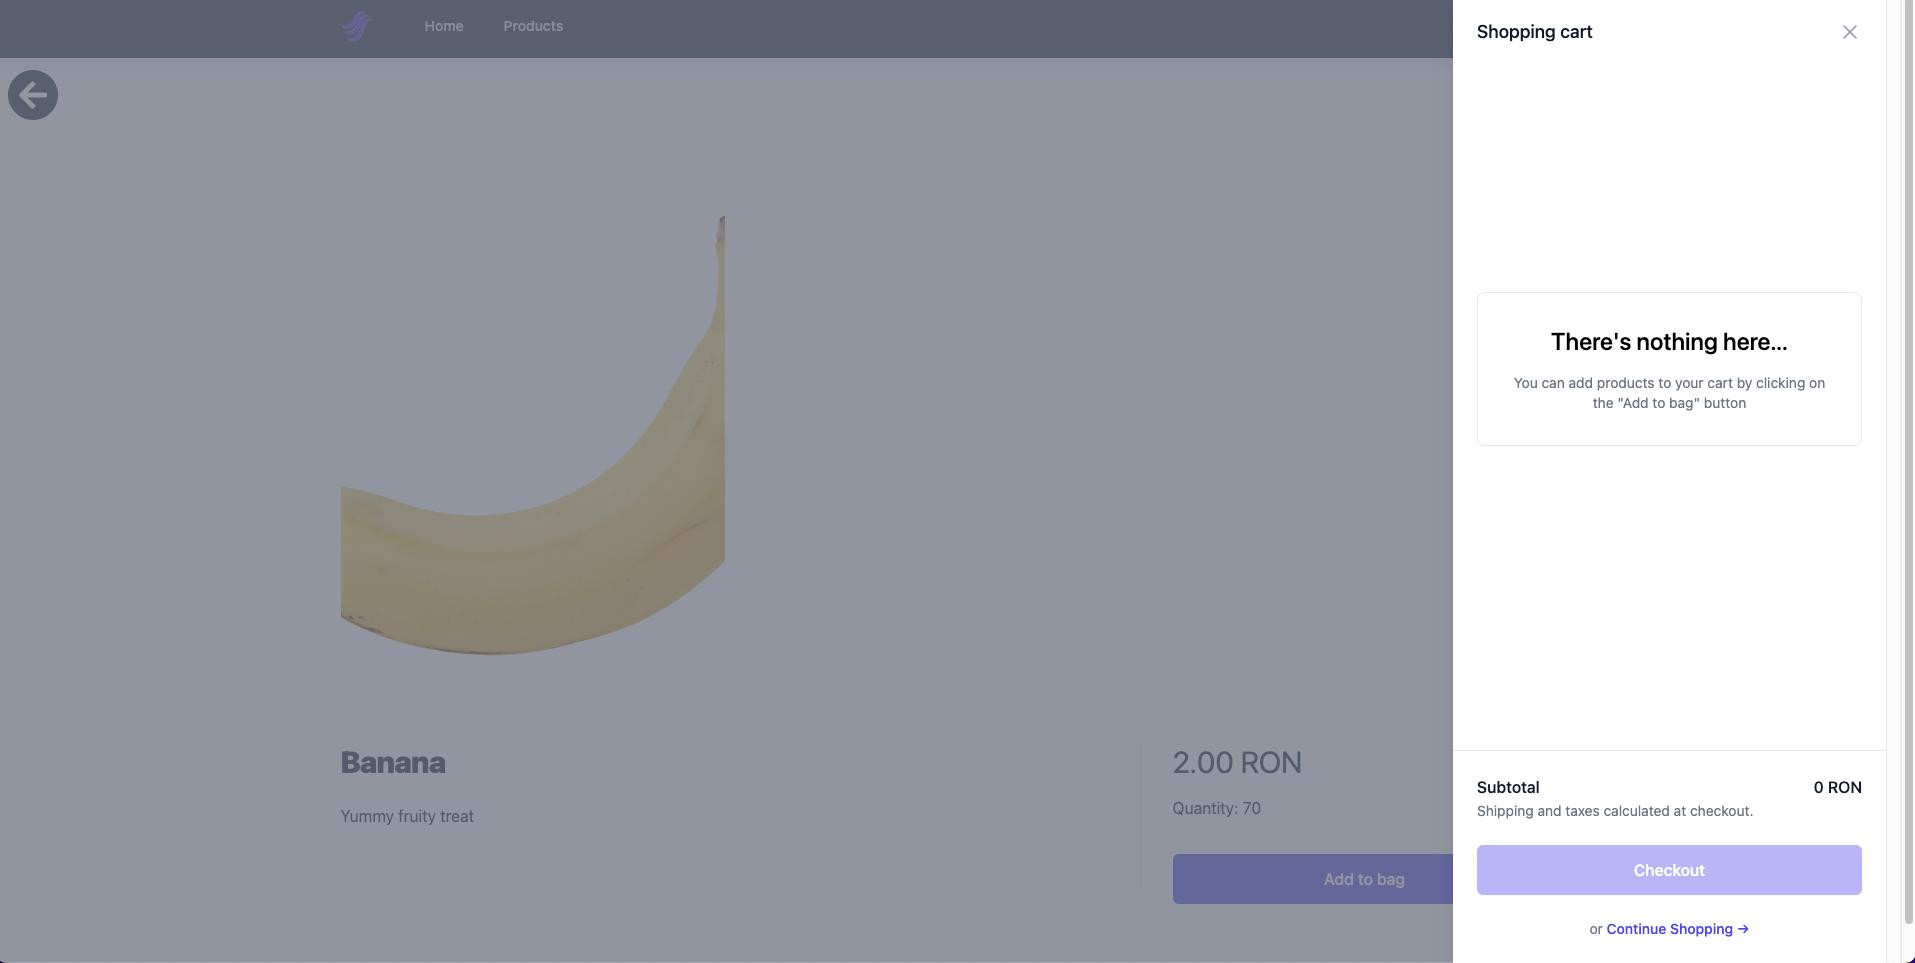 Home
Products
Shopping cart
There's nothing here...
You can add products to your cart by clicking on
the "Add to bag" button
Banana
Yummy fruity treat
2.00 RON
Quantity: 70
Add to bag
Subtotal
0 RON
Shipping and taxes calculated at checkout.
Checkout
or Continue Shopping →